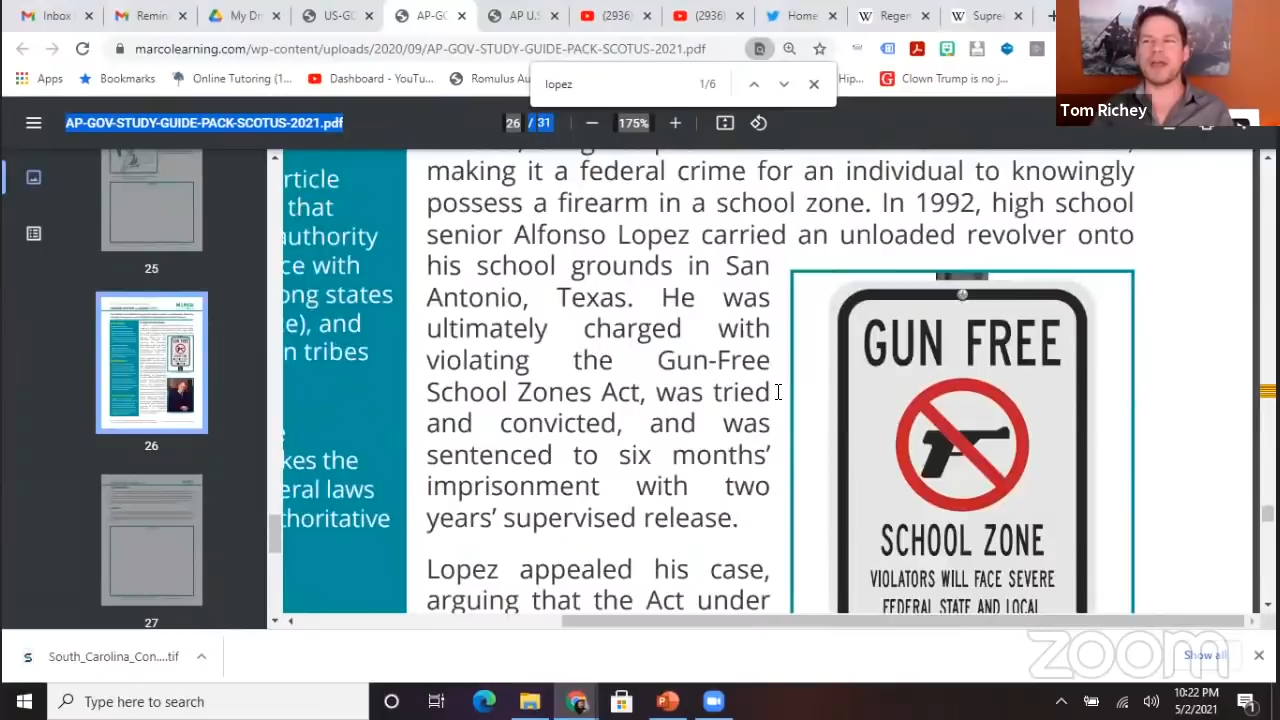 Inbox
Remin
My Dr
US-GO
AP-GC
AP U.S
(2936)
(2936)
Home
Reger
Supre
marcolearning.com/wp-content/uploads/2020/09/AP-GOV-STUDY-GUIDE-PACK-SCOTUS-2021.pdf
Apps
Bookmarks
Online Tutoring (1...
Dashboard - YouTu...
Romulus Au
Hip...
Clown Trump is no j...
lopez
1/6
Tom Richey
AP-GOV-STUDY-GUIDE-PACK-SCOTUS-2021.pdf
26 / 31
175%
25
26
27
rticle
that
authority
ce with
ong states
e), and
n tribes
kes the
eral laws
thoritative
making it a federal crime for an individual to knowingly
possess a firearm in a school zone. In 1992, high school
senior Alfonso Lopez carried an unloaded revolver onto
his school grounds in San
Antonio, Texas. He was
ultimately charged with
violating the Gun-Free
School Zones Act, was tried
and convicted, and was
sentenced to six months’
imprisonment with two
years’ supervised release.
Lopez appealed his case,
arguing that the Act under
GUN FREE
SCHOOL ZONE
VIOLATORS WILL FACE SEVERE
FEDERAL STATE AND LOCAL
South_Carolina_Con....tif
Show all
zoom
Type here to search
10:22 PM
5/2/2021
1